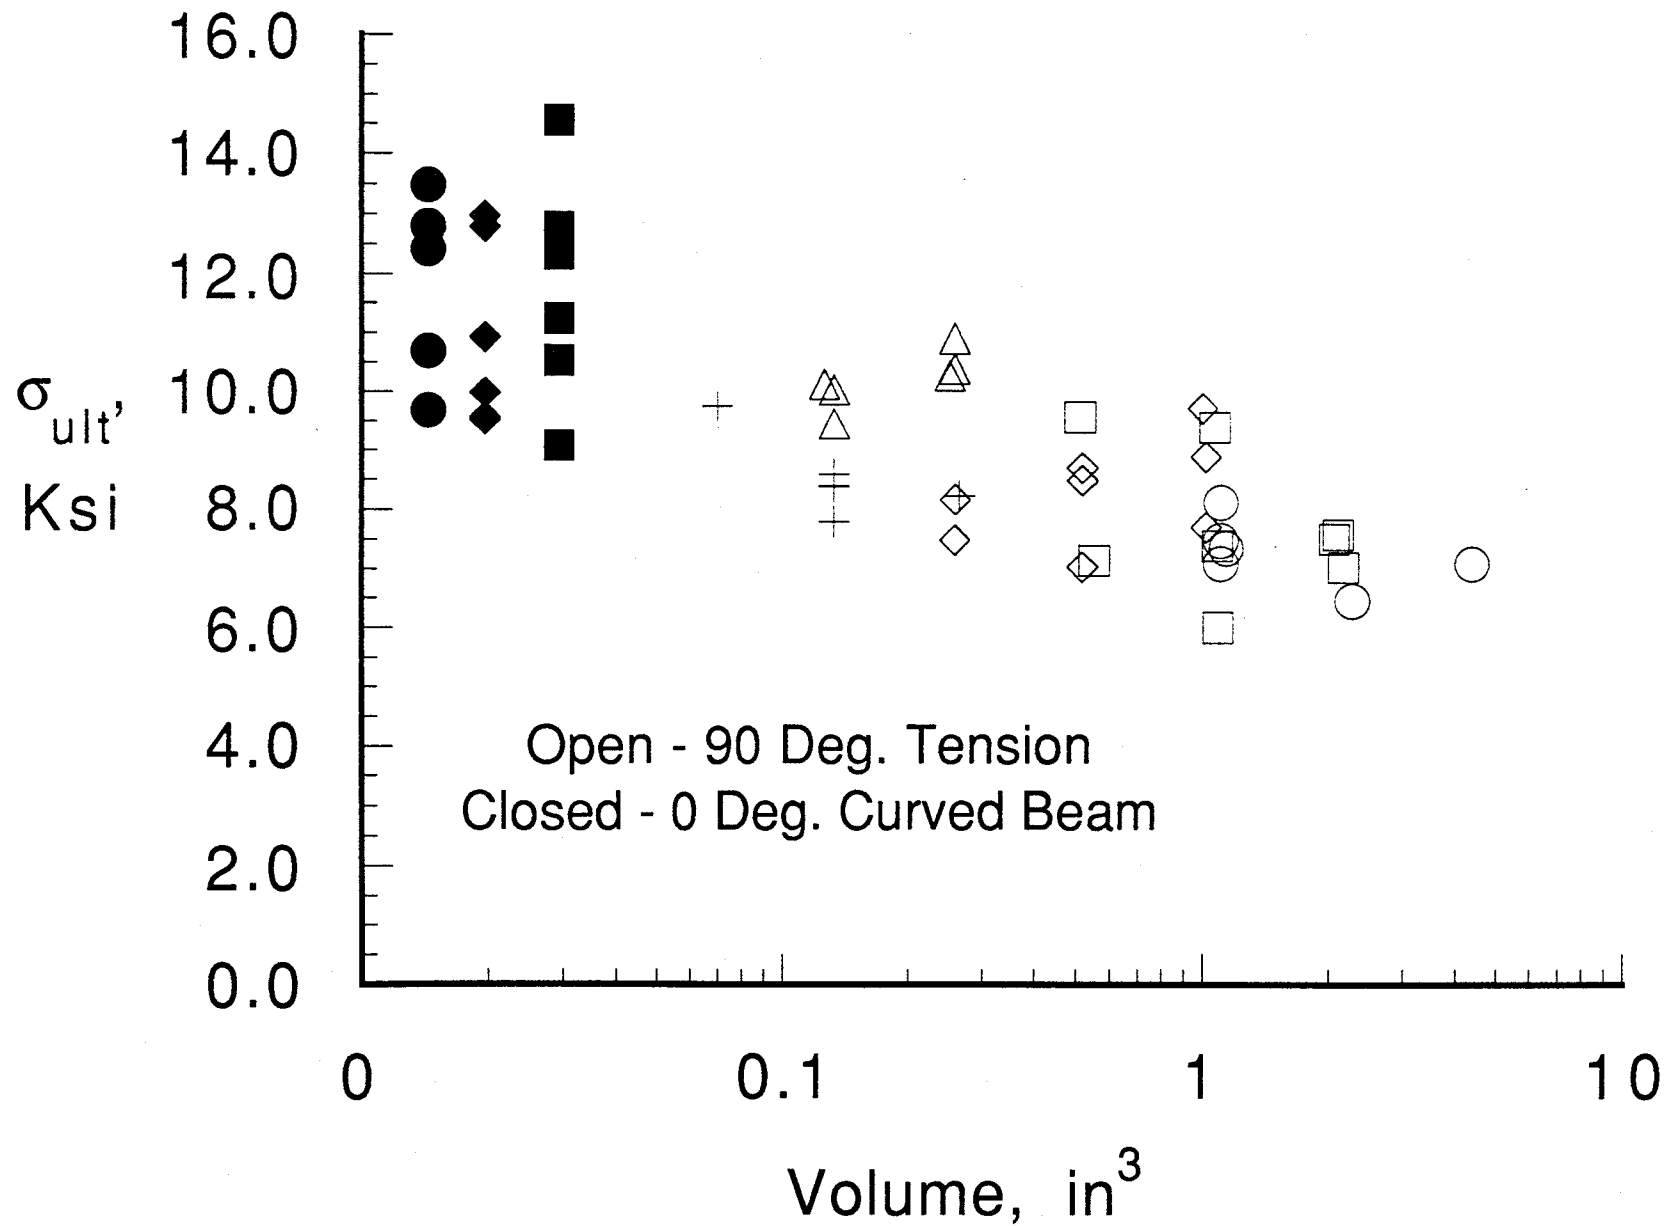 16.0
14.0
12.0
10.0
8.0
6.0
4.0
2.0
0.0
σult,
Ksi
Open - 90 Deg. Tension
Closed - 0 Deg. Curved Beam
0 0.1 1 10
Volume, in³